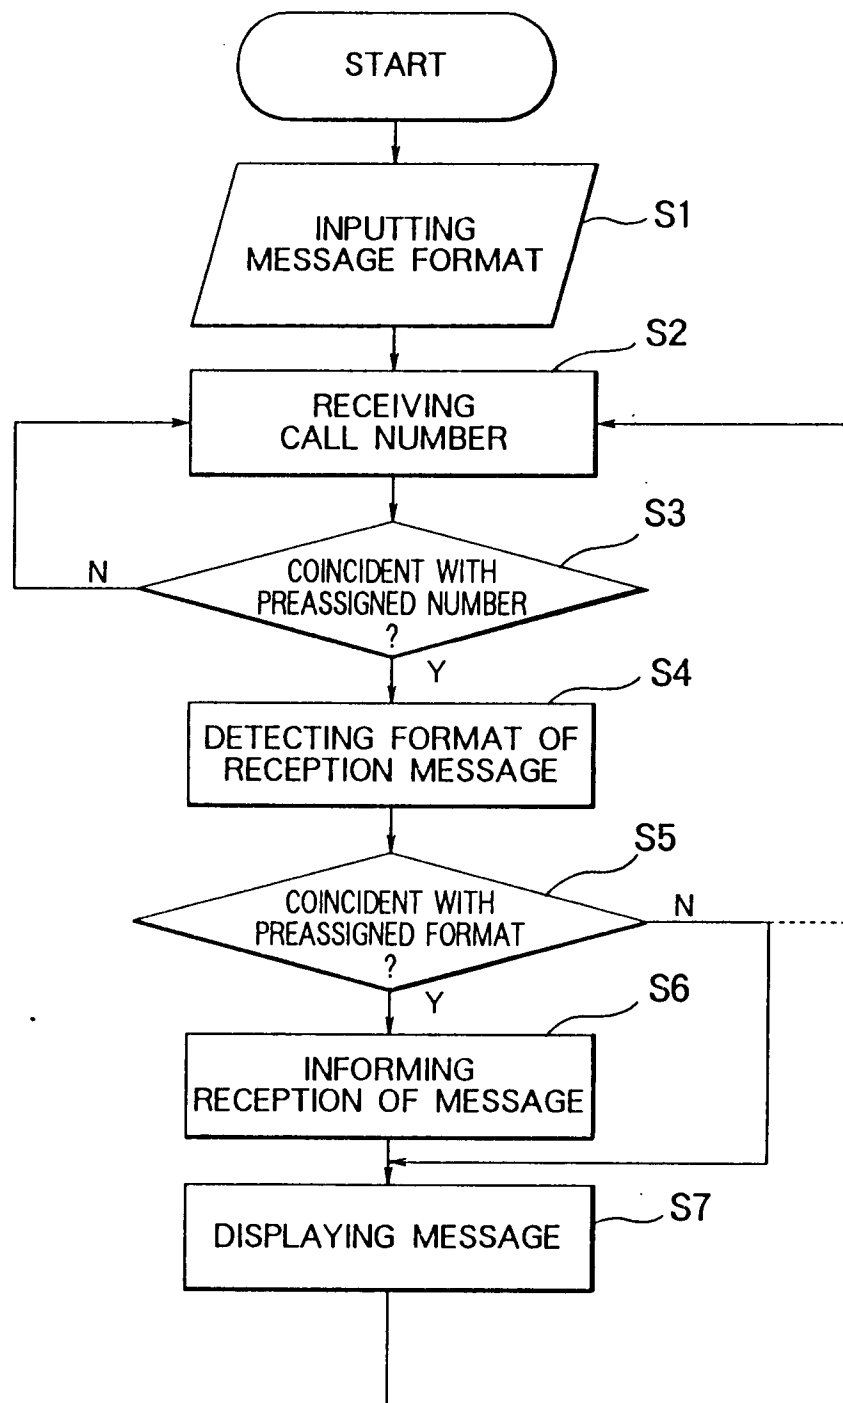 START
INPUTTING
MESSAGE FORMAT
S1
S2
RECEIVING
CALL NUMBER
S3
N
COINCIDENT WITH
PREASSIGNED NUMBER
?
Y
S4
DETECTING FORMAT OF
RECEPTION MESSAGE
S5
COINCIDENT WITH
PREASSIGNED FORMAT
?
N
Y
S6
INFORMING
RECEPTION OF MESSAGE
S7
DISPLAYING MESSAGE